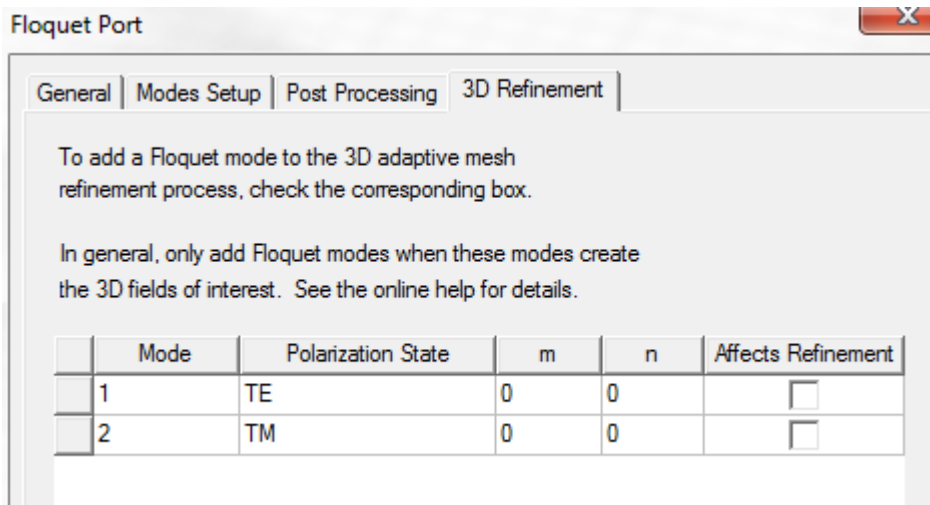 Floquet Port
General Modes Setup Post Processing 3D Refinement
To add a Floquet mode to the 3D adaptive mesh
refinement process, check the corresponding box.
In general, only add Floquet modes when these modes create
the 3D fields of interest.  See the online help for details.
Mode Polarization State m n Affects Refinement
1 TE 0 0
2 TM 0 0